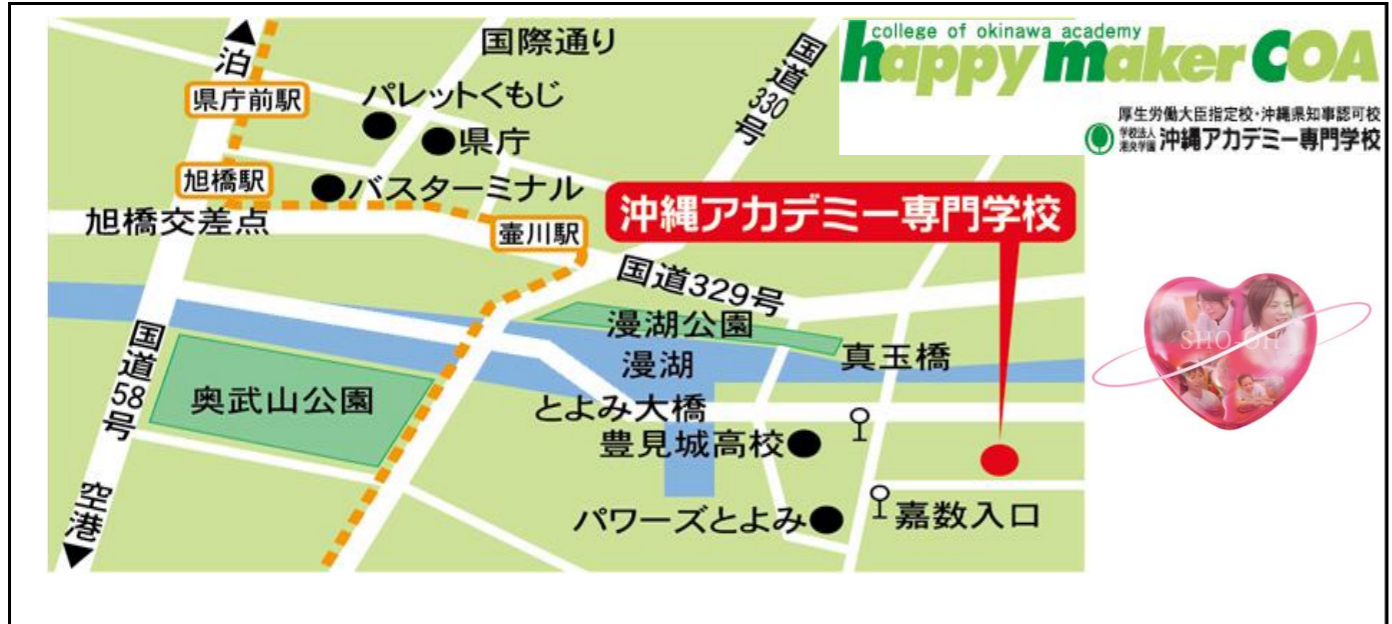 泊
県庁前駅
旭橋駅
旭橋交差点
国際通り
パレットくもじ
県庁
バスターミナル
壷川駅
国道330号
沖縄アカデミー専門学校
国道329号
漫湖公園
漫湖
真玉橋
国道58号
奥武山公園
とよみ大橋
豊見城高校
パワーズとよみ
嘉数入口
空港
college of okinawa academy
happy maker COA
厚生労働大臣指定校・沖縄県知事認可校
学校法人
沖縄アカデミー専門学校
SHO-OH